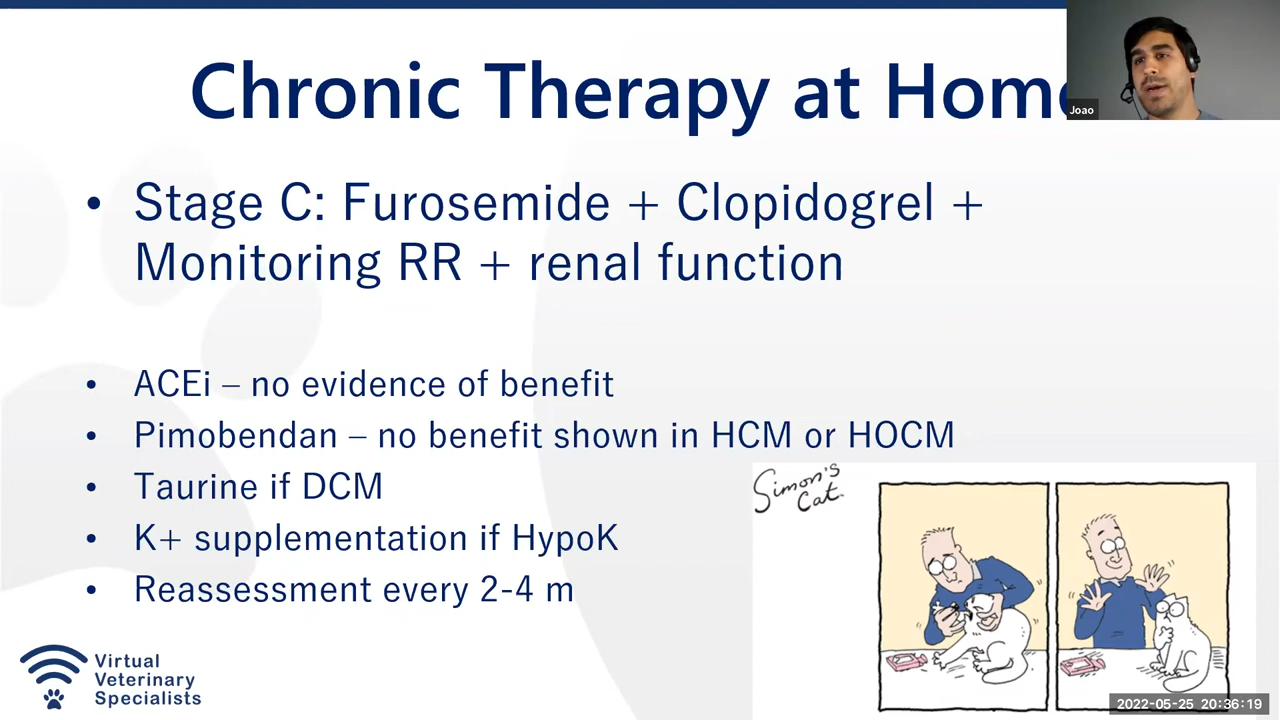 Chronic Therapy at Hom
Joao
• Stage C: Furosemide + Clopidogrel +
Monitoring RR + renal function
• ACEi – no evidence of benefit
• Pimobendan – no benefit shown in HCM or HOCM
• Taurine if DCM
• K+ supplementation if HypoK
• Reassessment every 2-4 m
Simon's
Cat
Virtual
Veterinary
Specialists
2022-05-25 20:36:19